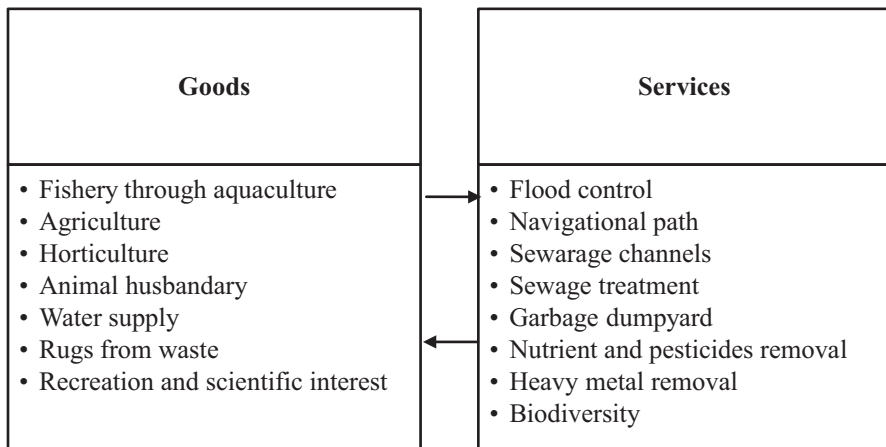 Goods
• Fishery through aquaculture
• Agriculture
• Horticulture
• Animal husbandary
• Water supply
• Rugs from waste
• Recreation and scientific interest
Services
• Flood control
• Navigational path
• Sewarage channels
• Sewage treatment
• Garbage dumpyard
• Nutrient and pesticides removal
• Heavy metal removal
• Biodiversity